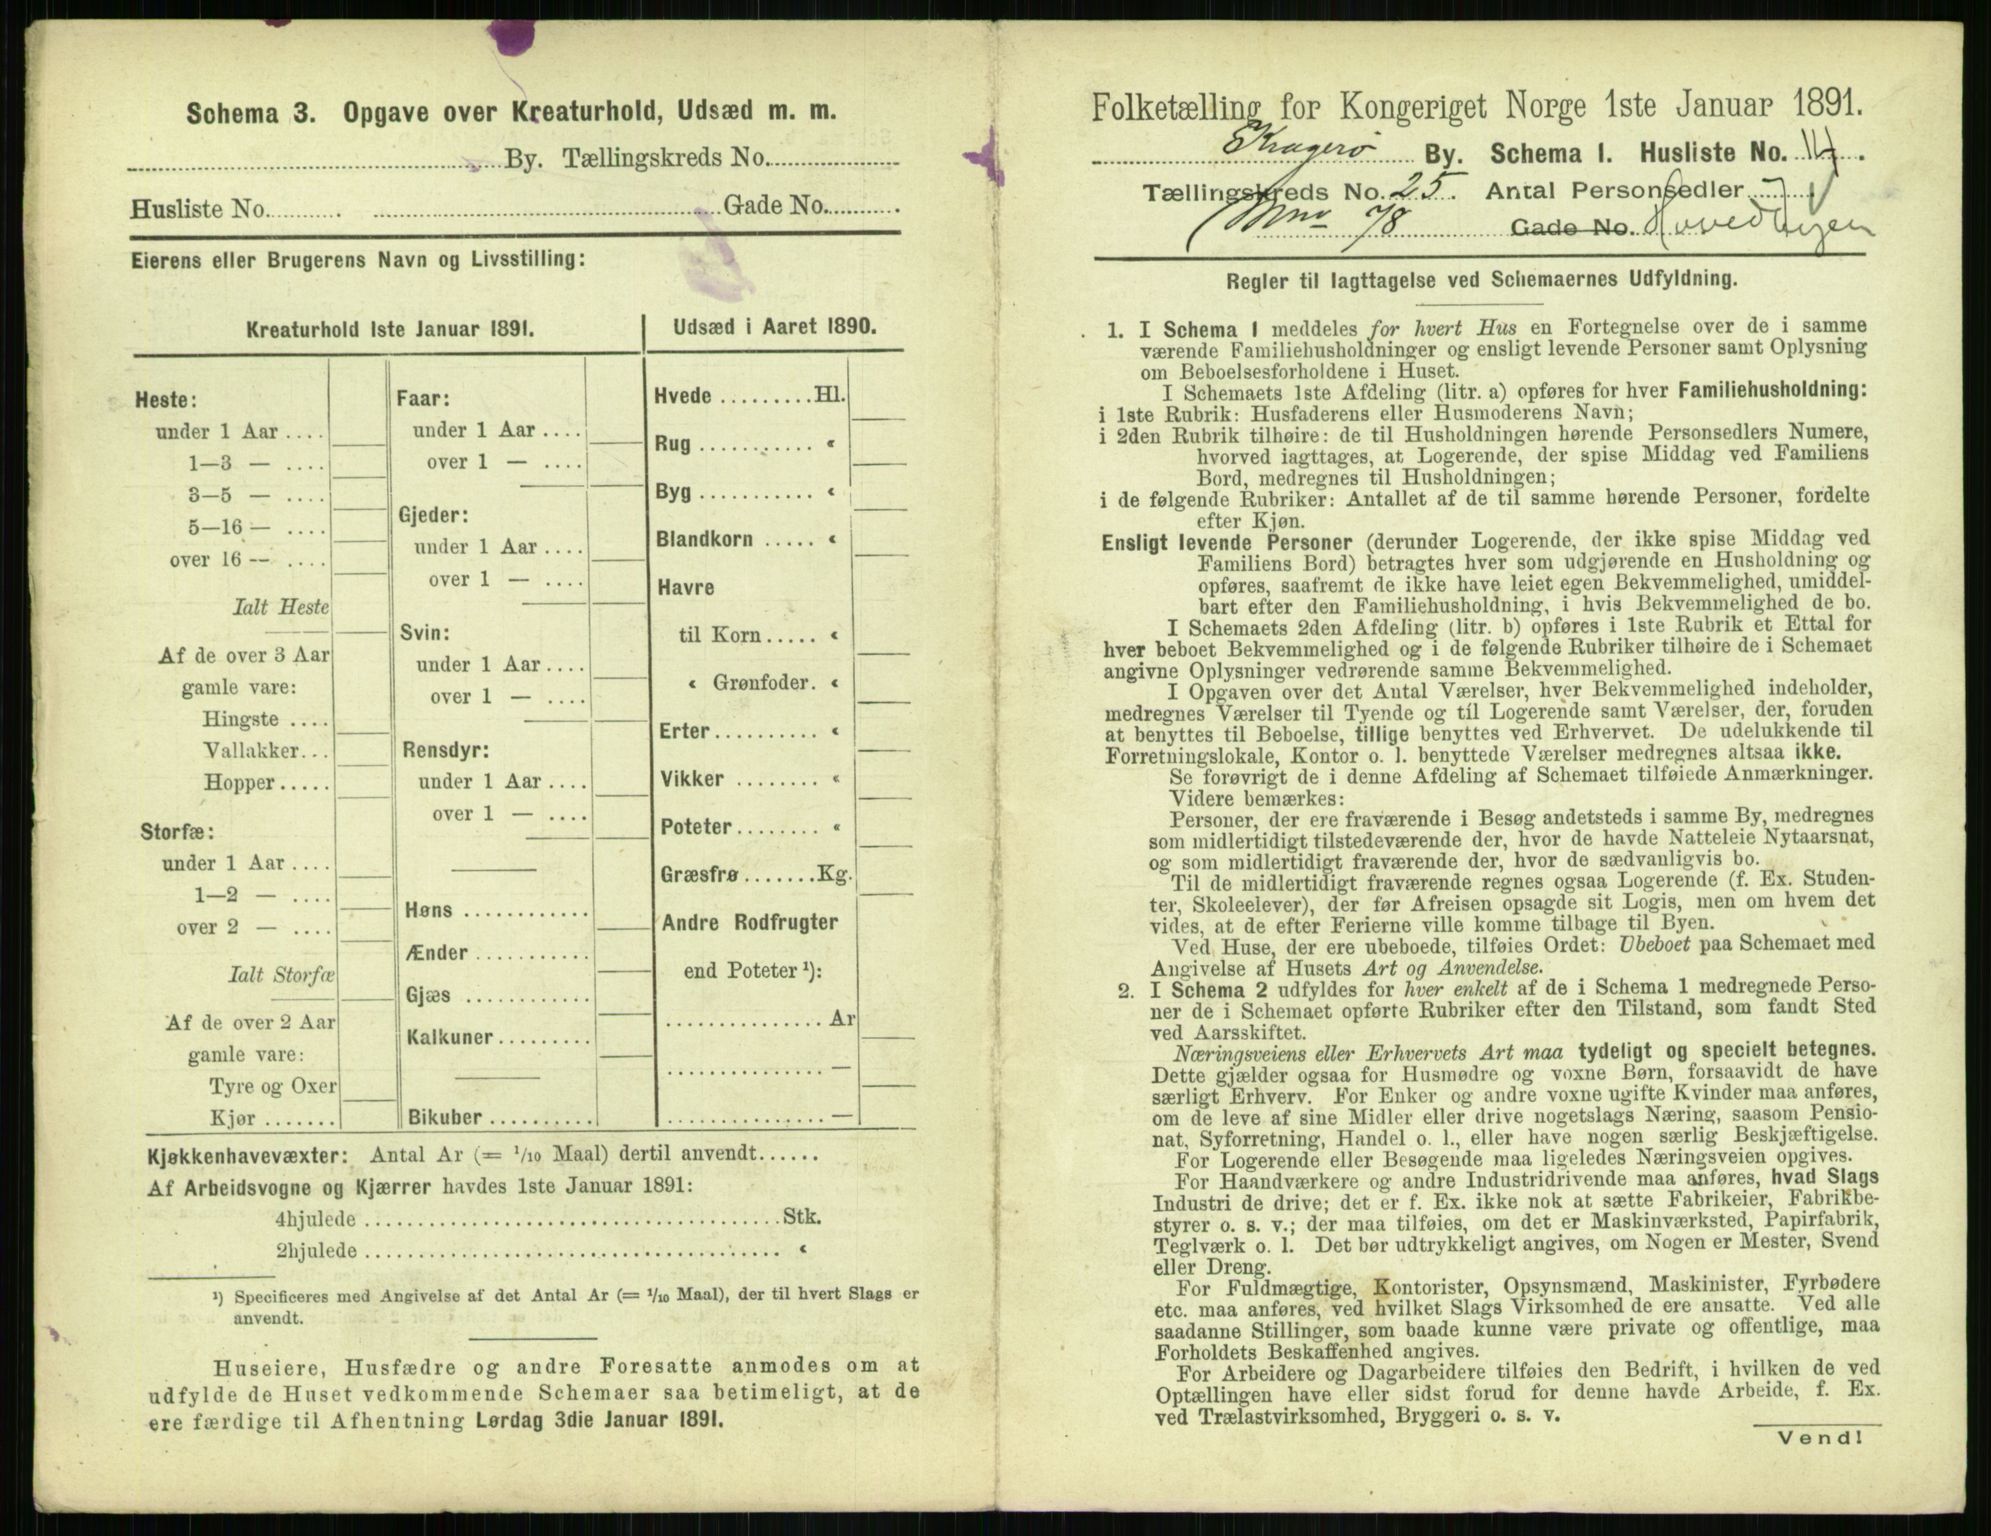 Schema 3. Opgave over Kreaturhold, Udsæd m. m.
By. Tællingskreds No.
Husliste No. Gade No.
Eierens eller Brugerens Navn og Livsstilling:
Kreaturhold 1ste Januar 1891.
Heste:
under 1 Aar ....
1—3 — ....
3—5 — ....
5—16 — ....
over 16 — ....
Ialt Heste
Af de over 3 Aar
gamle vare:
Hingste ....
Vallakker...
Hopper.....
Storfæ:
under 1 Aar ....
1—2 — ....
over 2 — ....
Ialt Storfæ
Af de over 2 Aar
gamle vare:
Tyre og Oxer
Kjør .......
Faar:
under 1 Aar ....
over 1 — ....
Gjeder:
under 1 Aar ....
over 1 — ....
Svin:
under 1 Aar ....
over 1 — ....
Rensdyr:
under 1 Aar ....
over 1 — ....
Høns ............
Ænder ...........
Gjæs ............
Kalkuner.........
Bikuber ..........
Udsæd i Aaret 1890.
Hvede .........Hl.
Rug ........... «
Byg ........... «
Blandkorn ..... «
Havre
til Korn..... «
« Grønfoder. «
Erter.......... «
Vikker ........ «
Poteter........ «
Græsfrø.......Kg.
Andre Rodfrugter
end Poteter ¹):
............... Ar
............... —
............... —
Kjøkkenhavevæxter: Antal Ar (= 1/10 Maal) dertil anvendt......
Af Arbeidsvogne og Kjærrer havdes 1ste Januar 1891:
4hjulede ........................................Stk.
2hjulede ........................................ «
¹) Specificeres med Angivelse af det Antal Ar (= 1/10 Maal), der til hvert Slags er
anvendt.
Huseiere, Husfædre og andre Foresatte anmodes om at
udfylde de Huset vedkommende Schemaer saa betimeligt, at de
ere færdige til Afhentning Lørdag 3die Januar 1891.
Folketælling for Kongeriget Norge 1ste Januar 1891.
Kragerø By. Schema 1. Husliste No. 14.
Tællingskreds No. 25. Antal Personsedler 7
Mno 78 Gade No. Hovedbyen
Regler til Iagttagelse ved Schemaernes Udfyldning.
1. I Schema 1 meddeles for hvert Hus en Fortegnelse over de i samme
værende Familiehusholdninger og ensligt levende Personer samt Oplysning
om Beboelsesforholdene i Huset.
I Schemaets 1ste Afdeling (litr. a) opføres for hver Familiehusholdning:
i 1ste Rubrik: Husfaderens eller Husmoderens Navn;
i 2den Rubrik tilhøire: de til Husholdningen hørende Personsedlers Numere,
hvorved iagttages, at Logerende, der spise Middag ved Familiens
Bord, medregnes til Husholdningen;
i de følgende Rubriker: Antallet af de til samme hørende Personer, fordelte
efter Kjøn.
Ensligt levende Personer (derunder Logerende, der ikke spise Middag ved
Familiens Bord) betragtes hver som udgjørende en Husholdning og
opføres, saafremt de ikke have leiet egen Bekvemmelighed, umiddel-
bart efter den Familiehusholdning, i hvis Bekvemmelighed de bo.
I Schemaets 2den Afdeling (litr. b) opføres i 1ste Rubrik et Ettal for
hver beboet Bekvemmelighed og i de følgende Rubriker tilhøire de i Schemaet
angivne Oplysninger vedrørende samme Bekvemmelighed.
I Opgaven over det Antal Værelser, hver Bekvemmelighed indeholder,
medregnes Værelser til Tyende og til Logerende samt Værelser, der, foruden
at benyttes til Beboelse, tillige benyttes ved Erhvervet. De udelukkende til
Forretningslokale, Kontor o. l. benyttede Værelser medregnes altsaa ikke.
Se forøvrigt de i denne Afdeling af Schemaet tilføiede Anmærkninger.
Videre bemærkes:
Personer, der ere fraværende i Besøg andetsteds i samme By, medregnes
som midlertidigt tilstedeværende der, hvor de havde Natteleie Nytaarsnat,
og som midlertidigt fraværende der, hvor de sædvanligvis bo.
Til de midlertidigt fraværende regnes ogsaa Logerende (f. Ex. Studen-
ter, Skoleelever), der før Afreisen opsagde sit Logis, men om hvem det
vides, at de efter Ferierne ville komme tilbage til Byen.
Ved Huse, der ere ubeboede, tilføies Ordet: Ubeboet paa Schemaet med
Angivelse af Husets Art og Anvendelse.
2. I Schema 2 udfyldes for hver enkelt af de i Schema 1 medregnede Perso-
ner de i Schemaet opførte Rubriker efter den Tilstand, som fandt Sted
ved Aarsskiftet.
Næringsveiens eller Erhvervets Art maa tydeligt og specielt betegnes.
Dette gjælder ogsaa for Husmødre og voxne Børn, forsaavidt de have
særligt Erhverv. For Enker og andre voxne ugifte Kvinder maa anføres,
om de leve af sine Midler eller drive nogetslags Næring, saasom Pensio-
nat, Syforretning, Handel o. l., eller have nogen særlig Beskjæftigelse.
For Logerende eller Besøgende maa ligeledes Næringsveien opgives.
For Haandværkere og andre Industridrivende maa anføres, hvad Slags
Industri de drive; det er f. Ex. ikke nok at sætte Fabrikeier, Fabrikbe-
styrer o. s. v.; der maa tilføies, om det er Maskinværksted, Papirfabrik,
Teglværk o. l. Det bør udtrykkeligt angives, om Nogen er Mester, Svend
eller Dreng.
For Fuldmægtige, Kontorister, Opsynsmænd, Maskinister, Fyrbødere
etc. maa anføres, ved hvilket Slags Virksomhed de ere ansatte. Ved alle
saadanne Stillinger, som baade kunne være private og offentlige, maa
Forholdets Beskaffenhed angives.
For Arbeidere og Dagarbeidere tilføies den Bedrift, i hvilken de ved
Optællingen have eller sidst forud for denne havde Arbeide, f. Ex.
ved Trælastvirksomhed, Bryggeri o. s. v.
Vend!